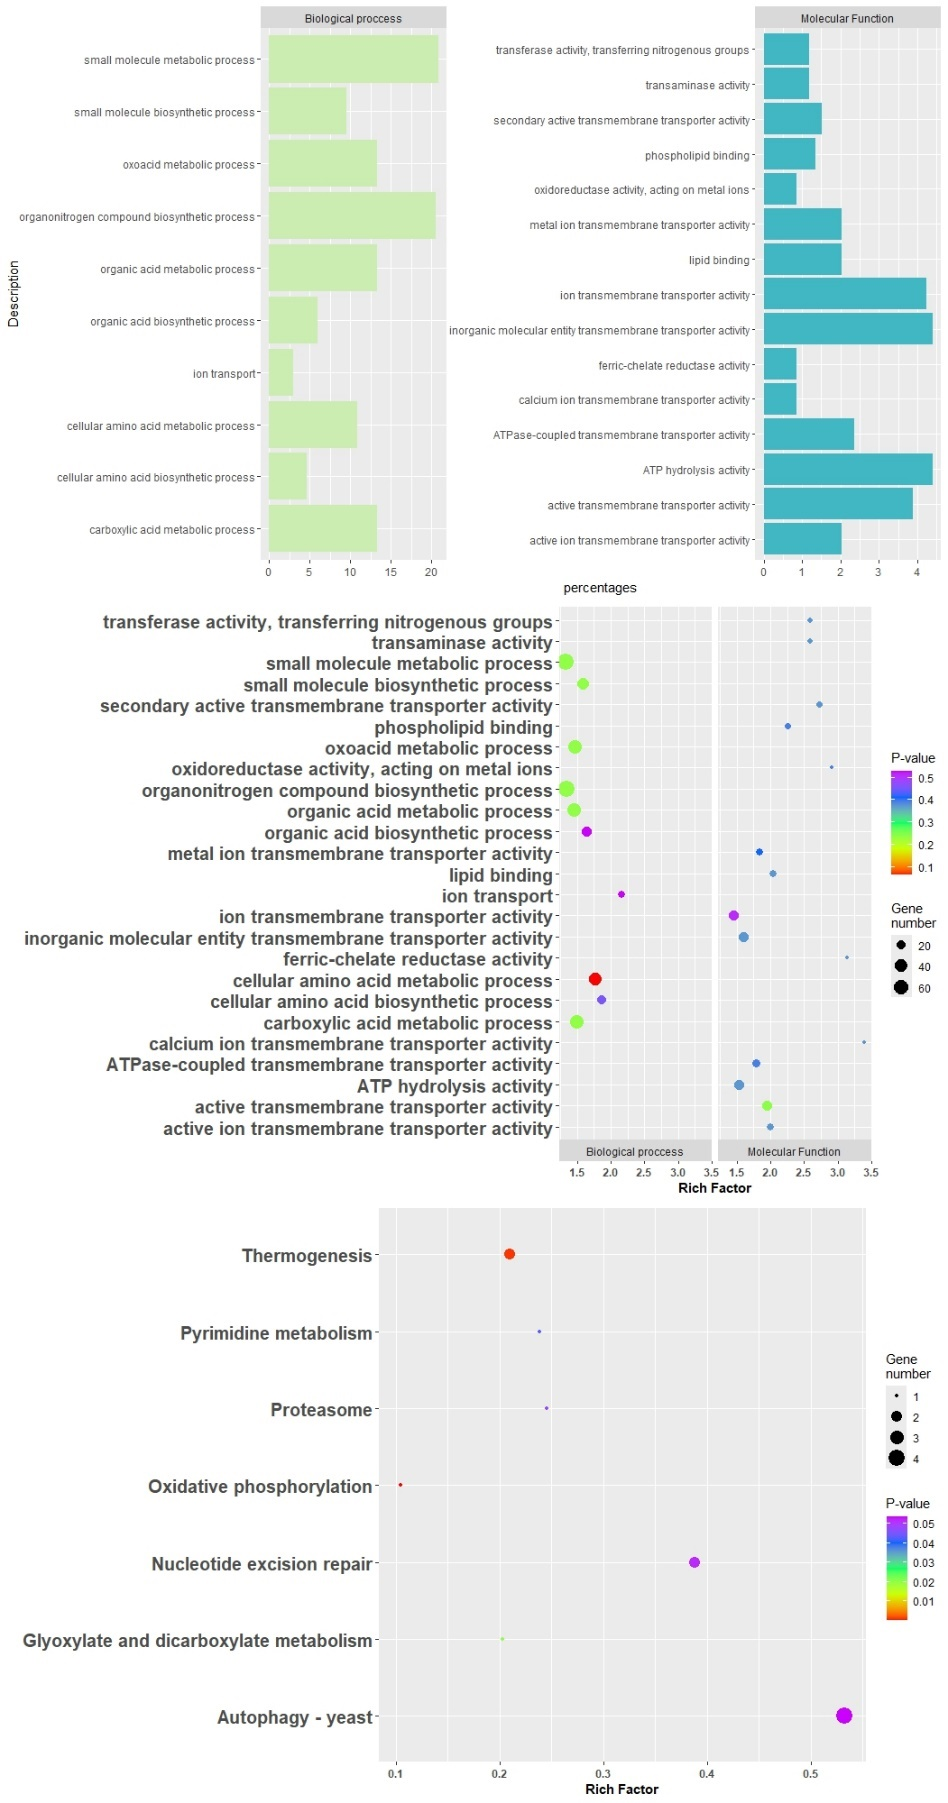 Biological proccess
small molecule metabolic process
small molecule biosynthetic process
oxoacid metabolic process
organonitrogen compound biosynthetic process
organic acid metabolic process
organic acid biosynthetic process
ion transport
cellular amino acid metabolic process
cellular amino acid biosynthetic process
carboxylic acid metabolic process
Description
0 5 10 15 20
Molecular Function
transferase activity, transferring nitrogenous groups
transaminase activity
secondary active transmembrane transporter activity
phospholipid binding
oxidoreductase activity, acting on metal ions
metal ion transmembrane transporter activity
lipid binding
ion transmembrane transporter activity
inorganic molecular entity transmembrane transporter activity
ferric-chelate reductase activity
calcium ion transmembrane transporter activity
ATPase-coupled transmembrane transporter activity
ATP hydrolysis activity
active transmembrane transporter activity
active ion transmembrane transporter activity
0 1 2 3 4
percentages
transferase activity, transferring nitrogenous groups
transaminase activity
small molecule metabolic process
small molecule biosynthetic process
secondary active transmembrane transporter activity
phospholipid binding
oxoacid metabolic process
oxidoreductase activity, acting on metal ions
organonitrogen compound biosynthetic process
organic acid metabolic process
organic acid biosynthetic process
metal ion transmembrane transporter activity
lipid binding
ion transport
ion transmembrane transporter activity
inorganic molecular entity transmembrane transporter activity
ferric-chelate reductase activity
cellular amino acid metabolic process
cellular amino acid biosynthetic process
carboxylic acid metabolic process
calcium ion transmembrane transporter activity
ATPase-coupled transmembrane transporter activity
ATP hydrolysis activity
active transmembrane transporter activity
active ion transmembrane transporter activity
Biological proccess
Molecular Function
1.5 2.0 2.5 3.0 3.5
1.5 2.0 2.5 3.0 3.5
Rich Factor
P-value
0.5
0.4
0.3
0.2
0.1
Gene
number
20
40
60
Thermogenesis
Pyrimidine metabolism
Proteasome
Oxidative phosphorylation
Nucleotide excision repair
Glyoxylate and dicarboxylate metabolism
Autophagy - yeast
0.1 0.2 0.3 0.4 0.5
Rich Factor
Gene
number
1
2
3
4
P-value
0.05
0.04
0.03
0.02
0.01